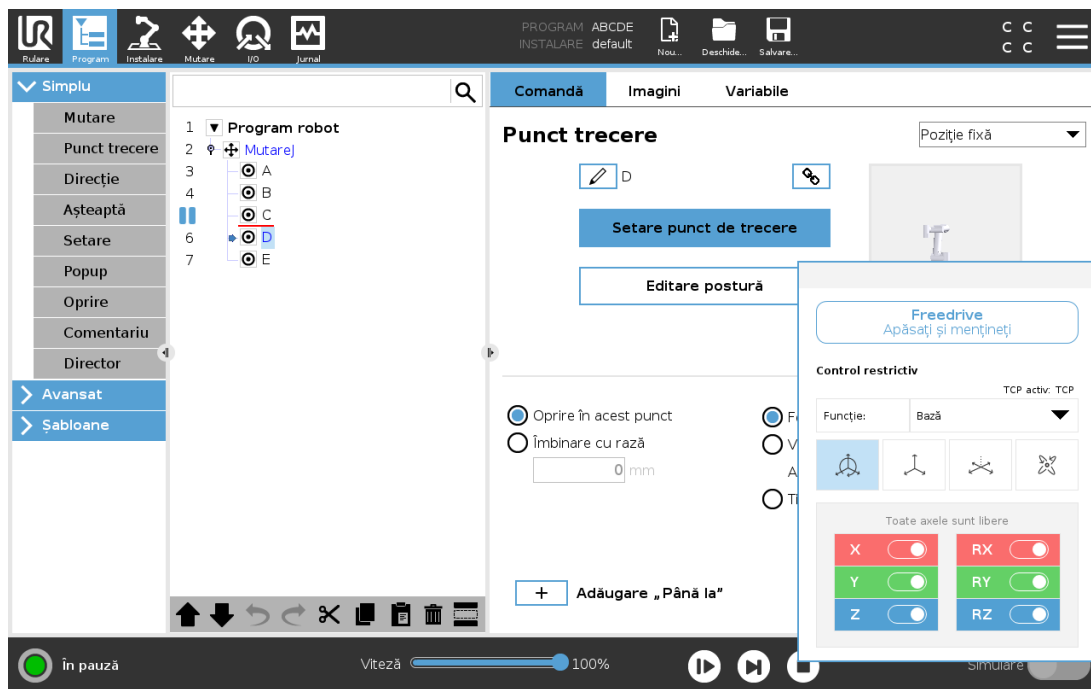 PROGRAM ABCDE
INSTALARE default
C C
C C
Rulare Program Instalare Mutare I/O Jurnal Nou... Deschide... Salvare...
Simplu
Mutare
Punct trecere
Direcție
Așteaptă
Setare
Popup
Oprire
Comentariu
Director
Avansat
Șabloane
1 Program robot
2 MutareJ
3 A
4 B
C
6 D
7 E
Comandă Imagini Variabile
Punct trecere
Poziție fixă
D
Setare punct de trecere
Editare postură
Oprire în acest punct
Îmbinare cu rază
0 mm
+ Adăugare „Până la”
Freedrive
Apăsați și mențineți
Control restrictiv
TCP activ: TCP
Funcție: Bază
Toate axele sunt libere
X RX
Y RY
Z RZ
În pauză
Viteză 100%
Simulare